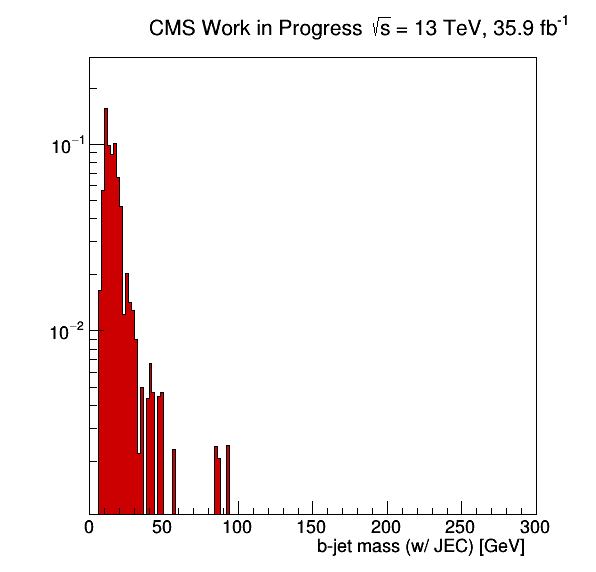 CMS Work in Progress √s = 13 TeV, 35.9 fb⁻¹
10⁻¹
10⁻²
0 50 100 150 200 250 300
b-jet mass (w/ JEC) [GeV]